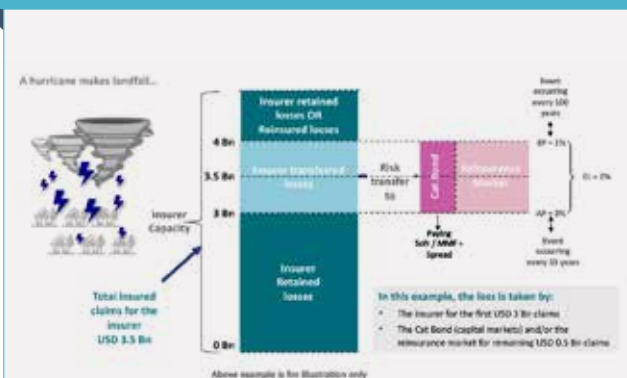 A hurricane makes landfall...
Insurer
Capacity
Total insured
claims for the
insurer
USD 3.5 Bn
4 Bn
3.5 Bn
3 Bn
0 Bn
Insurer retained
losses OR
Reinsured losses
Insurer transferred
losses
Insurer
Retained
losses
Risk
transfer
to
Cat Bond
Reinsurance
Paying
Sofr / MMF +
Spread
Event
occurring
every 100
years
EP = 1%
EL = 2%
AP = 3%
Event
occurring
every 33 years
In this example, the loss is taken by:
• The insurer for the first USD 3 Bn claims
• The Cat Bond (capital markets) and/or the
reinsurance market for remaining USD 0.5 Bn claims
Above example is for illustration only